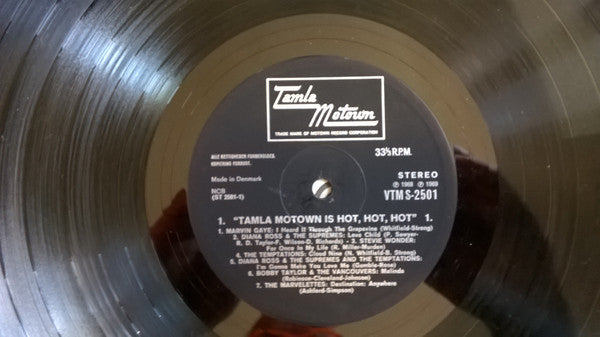 Tamla
Motown
TRADE MARK OF MOTOWN RECORD CORPORATION
ALLE RETTIGHEDER FORBEHOLDES.
KOPIERING FORBUDT.
33⅓ R.P.M.
Made in Denmark
STEREO
Ⓟ 1968 Ⓟ 1969
NCB
(ST 2501-1)
VTM S-2501
1. "TAMLA MOTOWN IS HOT, HOT, HOT" 1.
1. MARVIN GAYE: I Heard It Through The Grapevine (Whitfield-Strong)
2. DIANA ROSS & THE SUPREMES: Love Child (P. Sawyer-
R. D. Taylor-F. Wilson-D. Richards) - 3. STEVIE WONDER:
For Once In My Life (R. Miller-Murden)
4. THE TEMPTATIONS: Cloud Nine (N. Whitfield-B. Strong)
5. DIANA ROSS & THE SUPREMES AND THE TEMPTATIONS:
I'm Gonna Make You Love Me (Gamble-Ross)
6. BOBBY TAYLOR & THE VANCOUVERS: Malinda
(Robinson-Cleveland-Johnson)
7. THE MARVELETTES: Destination: Anywhere
(Ashford-Simpson)